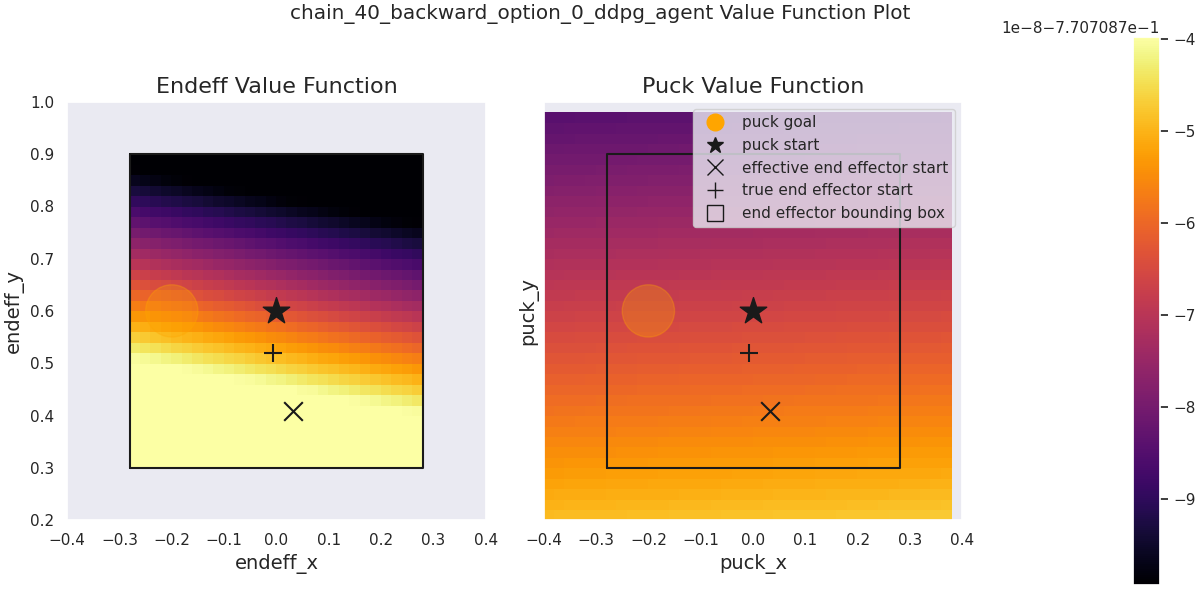 chain_40_backward_option_0_ddpg_agent Value Function Plot
1e−8−7.707087e−1
Endeff Value Function
Puck Value Function
puck goal
puck start
effective end effector start
true end effector start
end effector bounding box
1.0
0.9
0.8
0.7
0.6
0.5
0.4
0.3
0.2
endeff_y
−0.4 −0.3 −0.2 −0.1 0.0 0.1 0.2 0.3 0.4
endeff_x
puck_y
−0.4 −0.3 −0.2 −0.1 0.0 0.1 0.2 0.3 0.4
puck_x
−4
−5
−6
−7
−8
−9